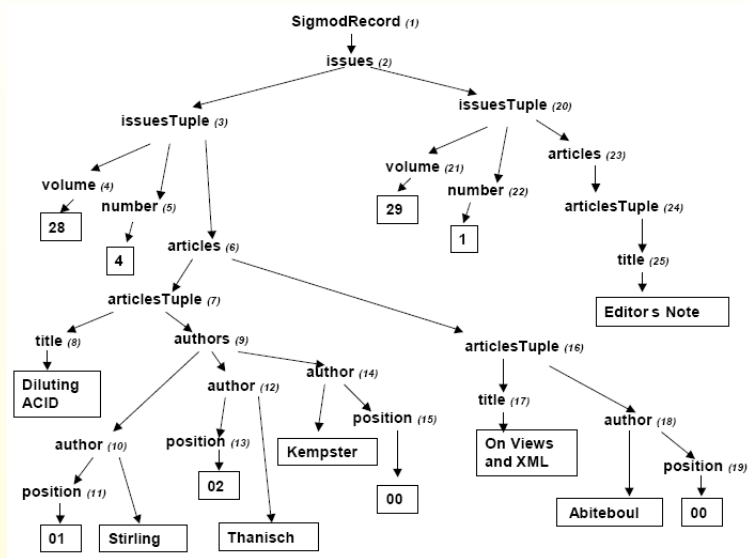 SigmodRecord (1)
issues (2)
issuesTuple (3)
issuesTuple (20)
volume (4)
number (5)
28
4
articles (6)
volume (21)
number (22)
29
1
articles (23)
articlesTuple (24)
title (25)
Editor's Note
articlesTuple (7)
title (8)
Diluting
ACID
authors (9)
author (10)
position (11)
01
Stirling
author (12)
position (13)
02
Thanisch
author (14)
position (15)
Kempster
00
articlesTuple (16)
title (17)
On Views
and XML
author (18)
position (19)
Abiteboul
00